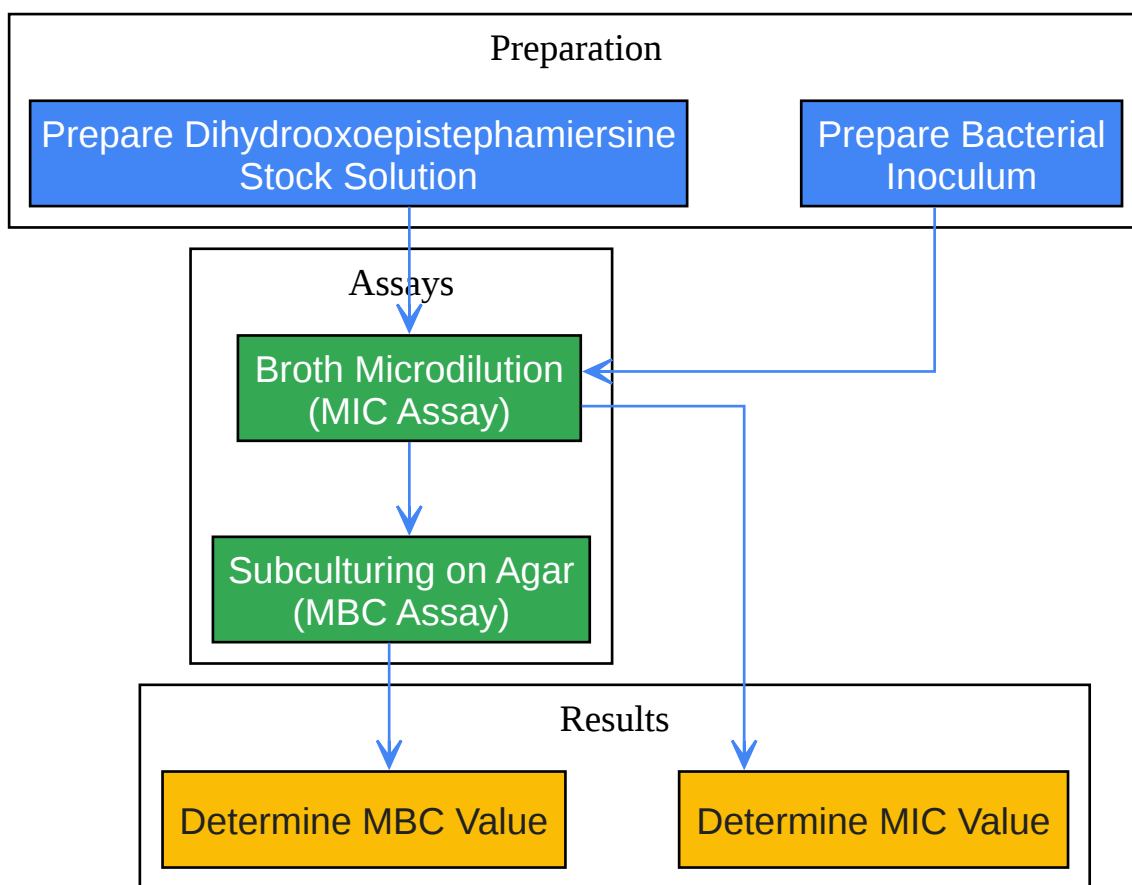 Preparation
Prepare Dihydrooxoepistephamiersine
Stock Solution
Prepare Bacterial
Inoculum
Assays
Broth Microdilution
(MIC Assay)
Subculturing on Agar
(MBC Assay)
Results
Determine MBC Value
Determine MIC Value